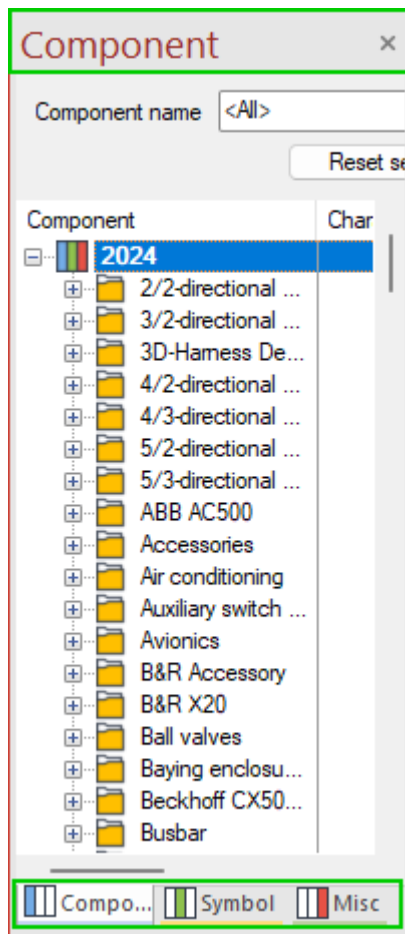 Component
Component name <All>
Reset se
Component Char
2024
2/2-directional ...
3/2-directional ...
3D-Harness De...
4/2-directional ...
4/3-directional ...
5/2-directional ...
5/3-directional ...
ABB AC500
Accessories
Air conditioning
Auxiliary switch ...
Avionics
B&R Accessory
B&R X20
Ball valves
Baying enclosu...
Beckhoff CX50...
Busbar
Compo... Symbol Misc